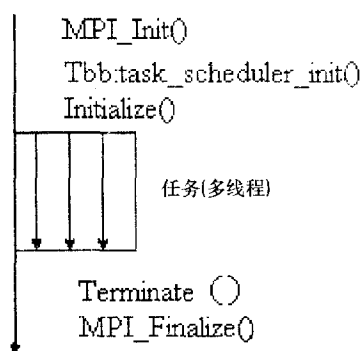 MPI_Init()
Tbb:task_scheduler_init()
Initialize()
任务(多线程)
Terminate ()
MPI_Finalize()